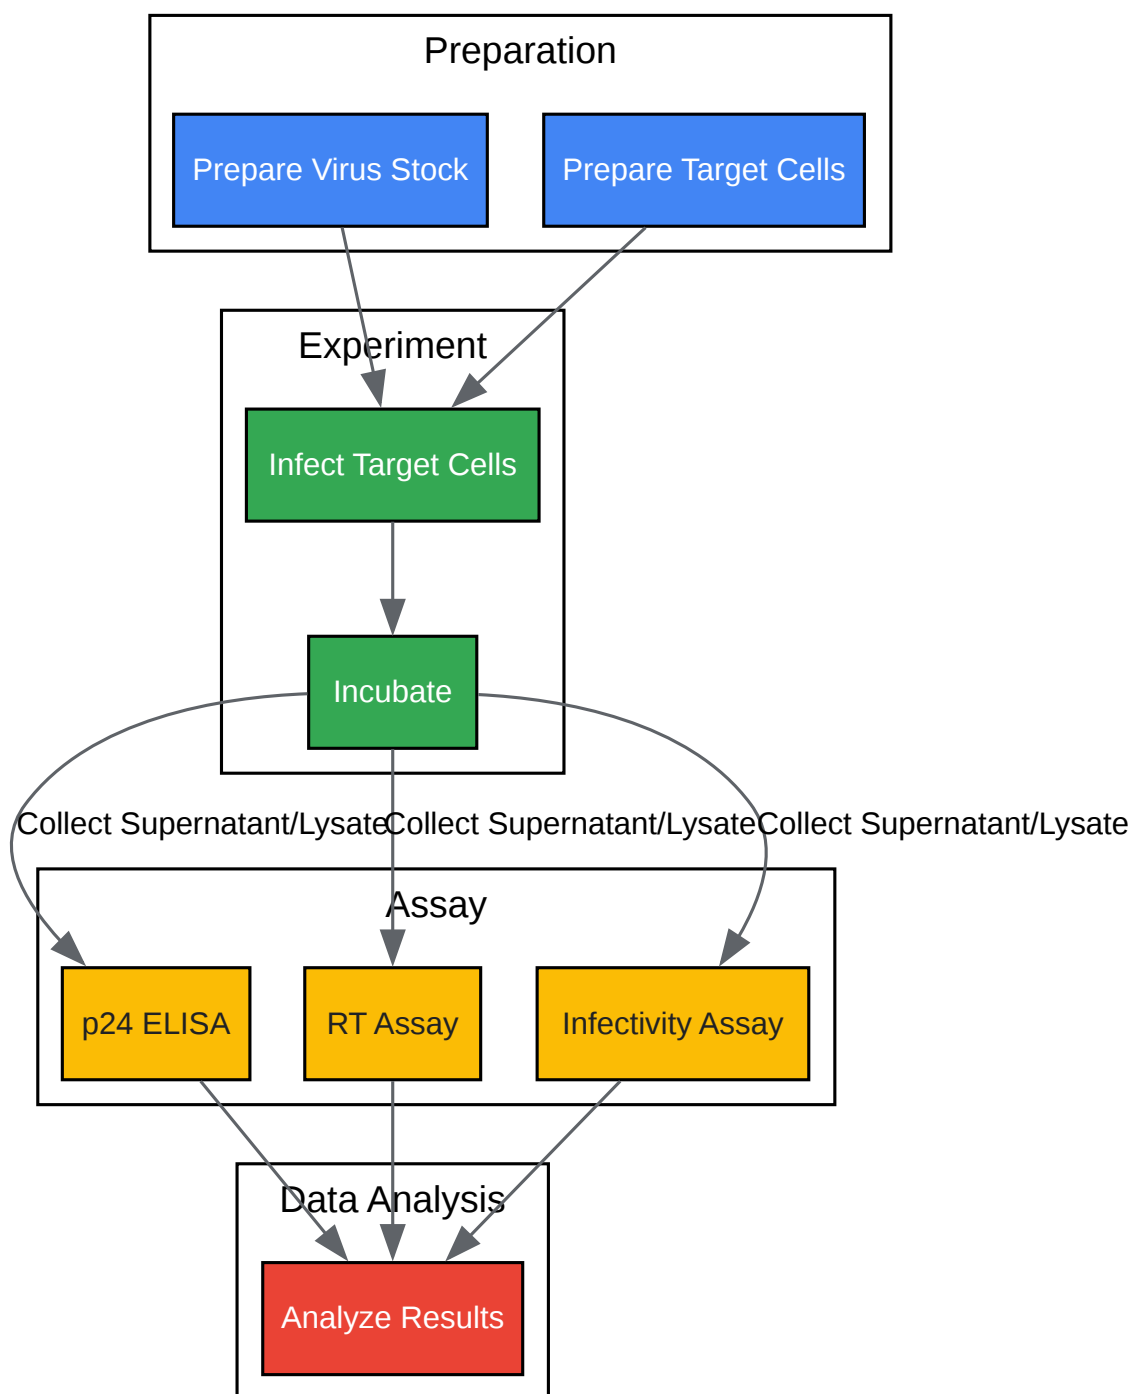 Preparation
Prepare Virus Stock
Prepare Target Cells
Experiment
Infect Target Cells
Incubate
Collect Supernatant/Lysate
Collect Supernatant/Lysate
Collect Supernatant/Lysate
Assay
p24 ELISA
RT Assay
Infectivity Assay
Data Analysis
Analyze Results